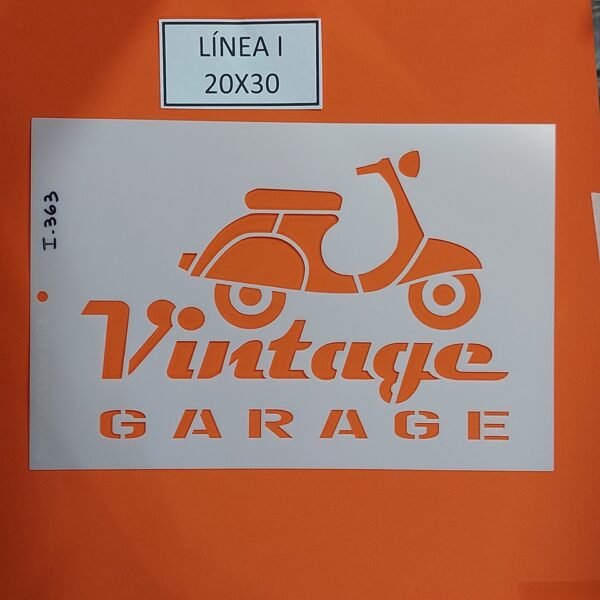 LÍNEA I
20X30
I.363
Vintage
GARAGE